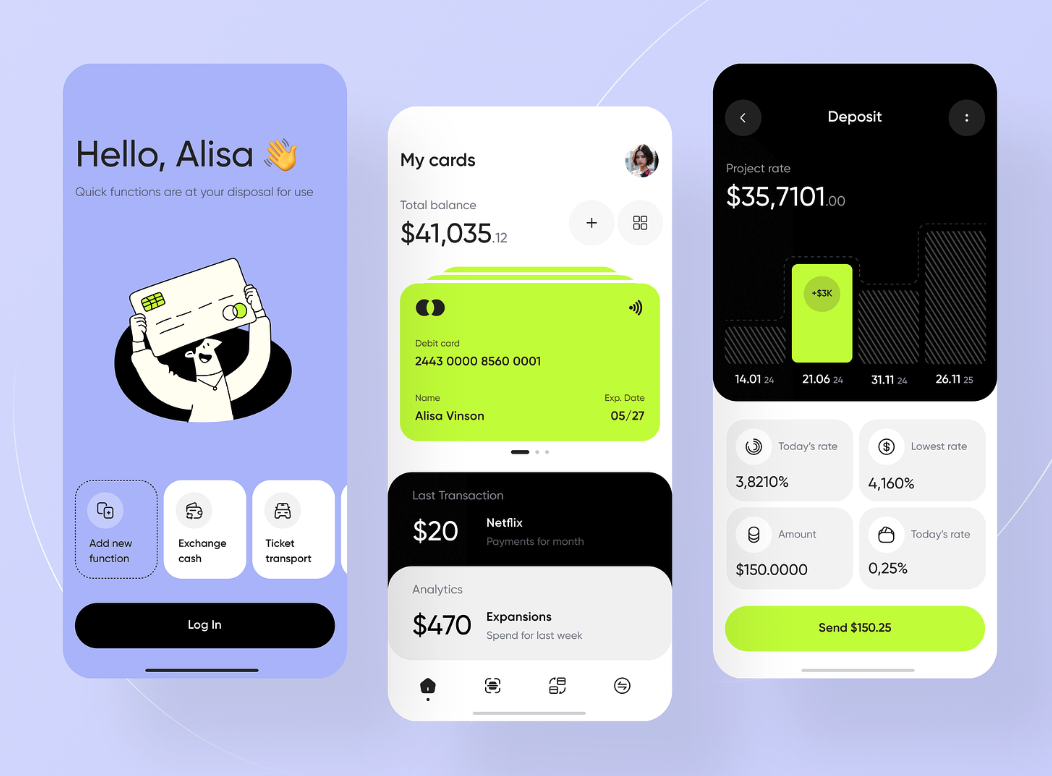 Hello, Alisa 👋
Quick functions are at your disposal for use
Add new
function
Exchange
cash
Ticket
transport
Log In
My cards
Total balance
$41,035.12
Debit card
2443 0000 8560 0001
Name
Exp. Date
Alisa Vinson
05/27
Last Transaction
$20
Netflix
Payments for month
Analytics
$470
Expansions
Spend for last week
Deposit
Project rate
$35,7101.00
+$3K
14.01 24
21.06 24
31.11 24
26.11 25
Today's rate
3,8210%
Lowest rate
4,160%
Amount
$150.0000
Today's rate
0,25%
Send $150.25